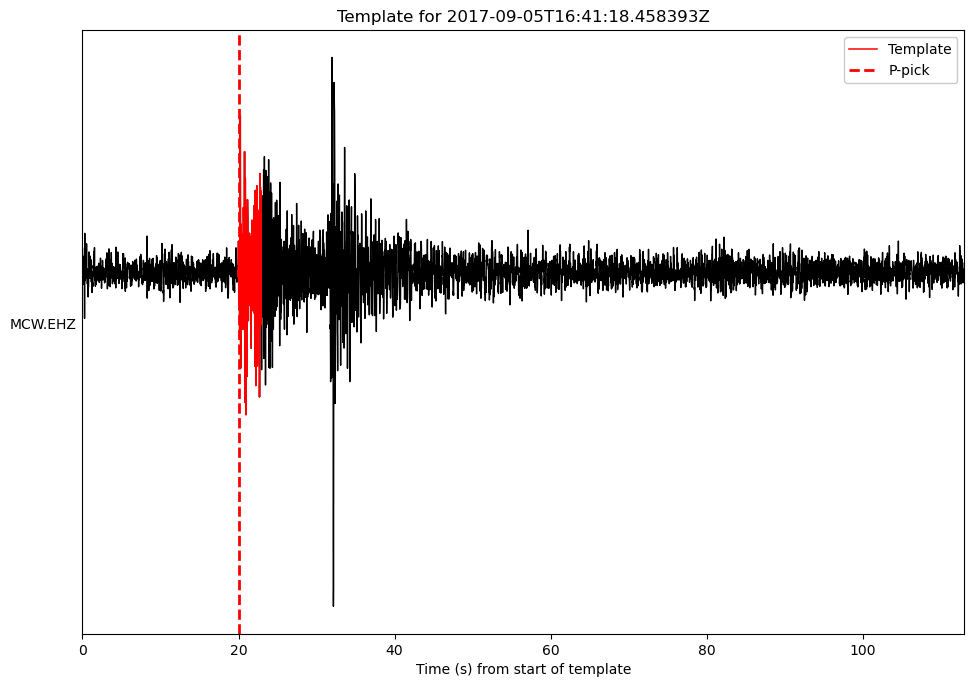 Template for 2017-09-05T16:41:18.458393Z
Template
P-pick
MCW.EHZ
0 20 40 60 80 100
Time (s) from start of template